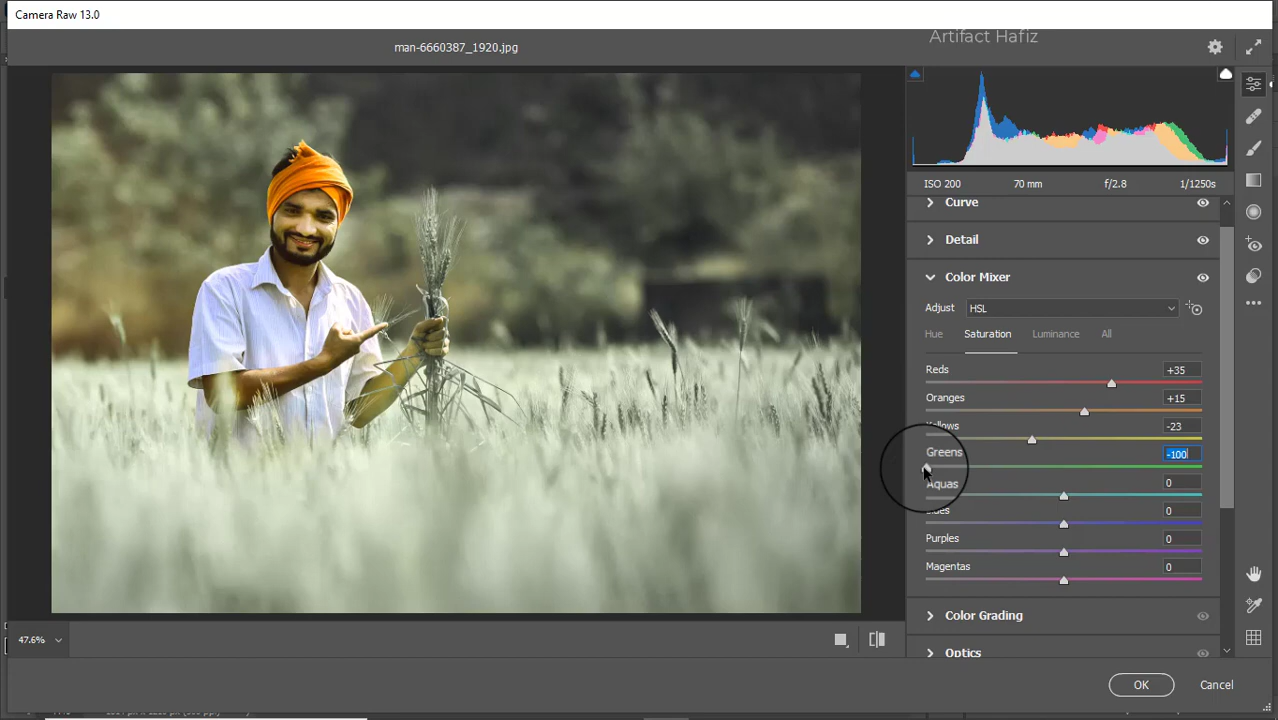 Camera Raw 13.0
Artifact Hafiz
man-6660387_1920.jpg
ISO 200 70 mm f/2.8 1/1250s
Curve
Detail
Color Mixer
Adjust HSL
Hue Saturation Luminance All
Reds +35
Oranges +15
Yellows -23
Greens -100
Aquas 0
Blues 0
Purples 0
Magentas 0
Color Grading
Optics
47.6%
OK Cancel